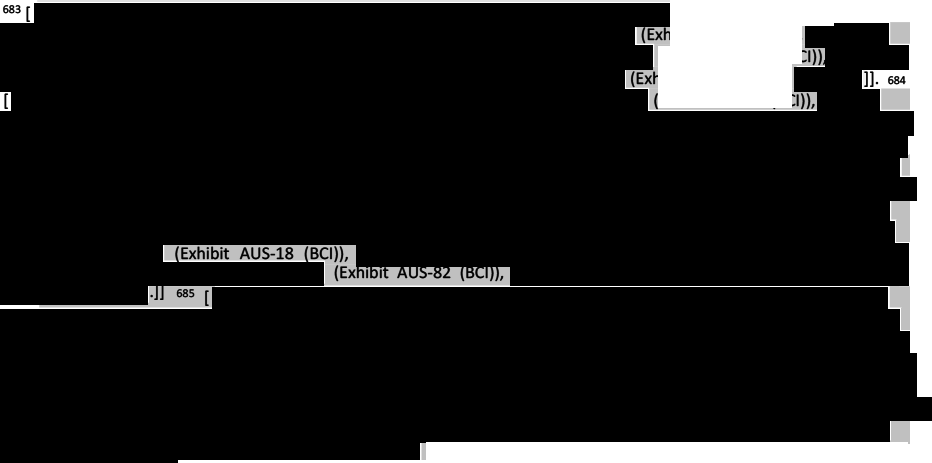 683 [
(Exh
CI)),
(Exh ]]. 684
[ ( CI)),
(Exhibit AUS-18 (BCI)),
(Exhibit AUS-82 (BCI)),
.]] 685 [